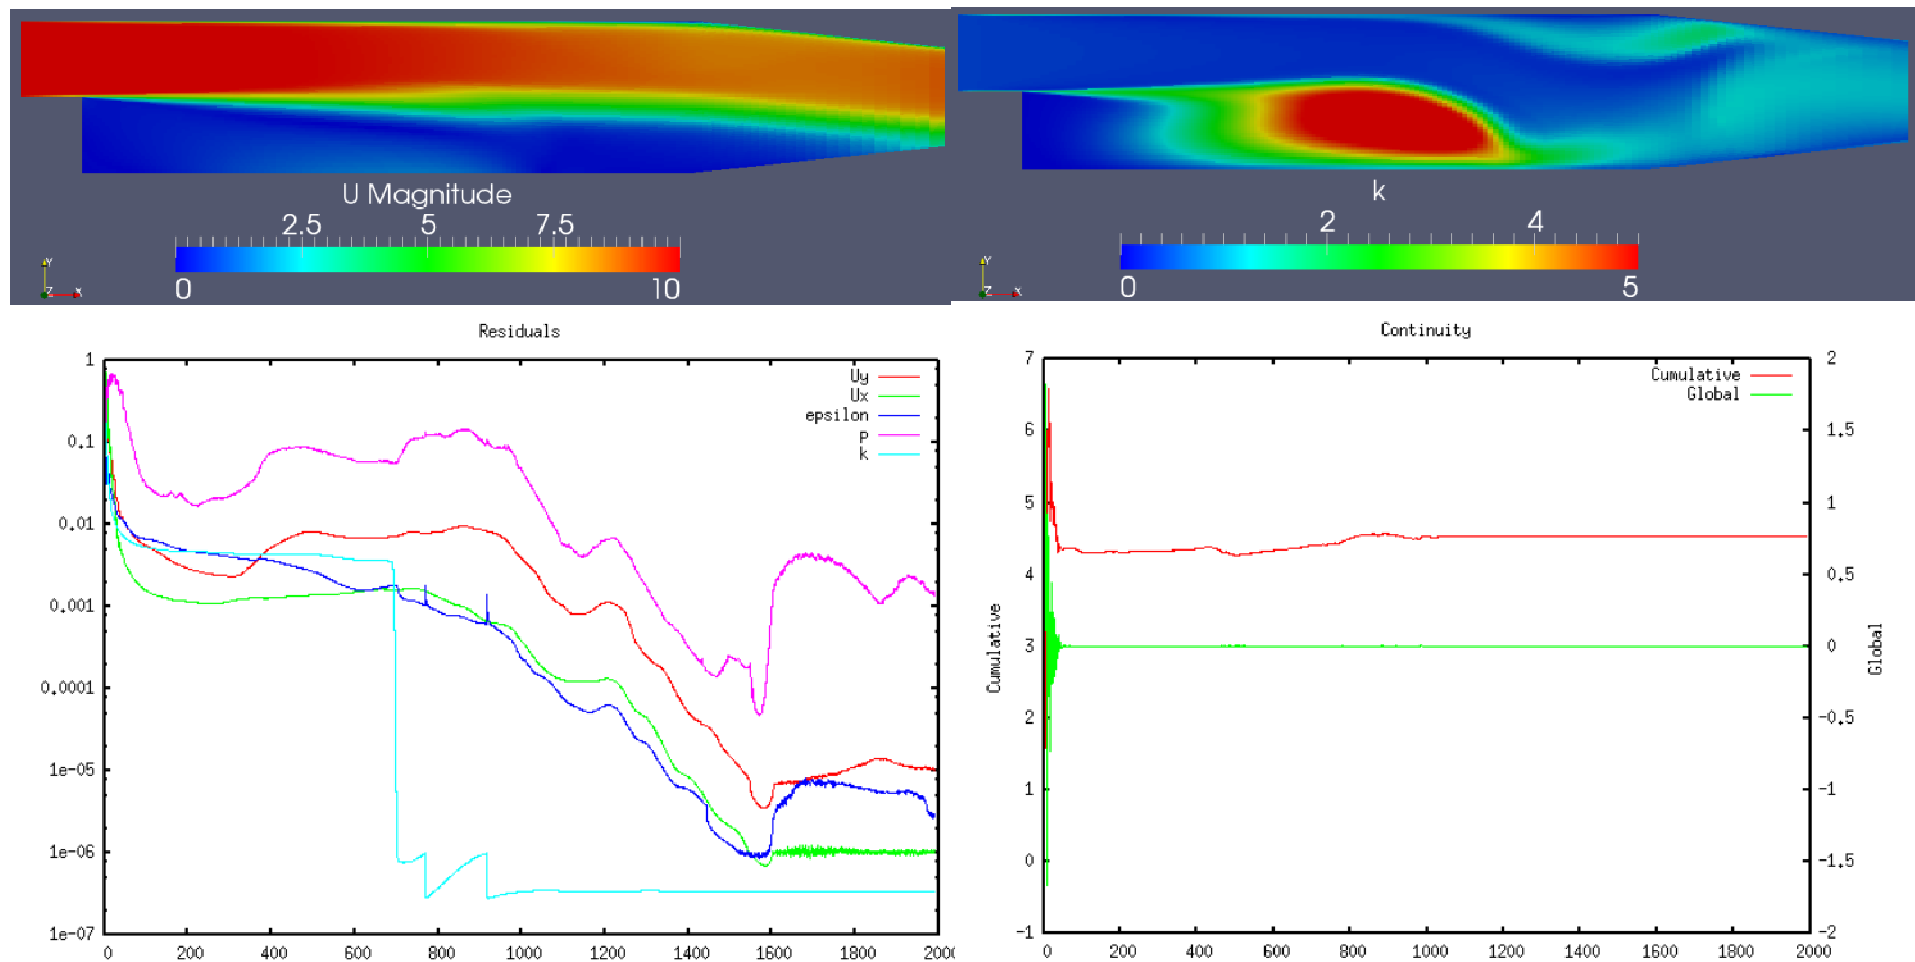 U Magnitude
2.5 5 7.5
0 10
Y
Z X
k
2 4
0 5
Y
Z X
Residuals
1
0.1
0.01
0.001
0.0001
1e-05
1e-06
1e-07
0 200 400 600 800 1000 1200 1400 1600 1800 2000
Uy
Ux
epsilon
p
k
Continuity
7
6
5
4
3
2
1
0
-1
Cumulative
0 200 400 600 800 1000 1200 1400 1600 1800 2000
Cumulative
Global
2
1.5
1
0.5
0
-0.5
-1
-1.5
-2
Global